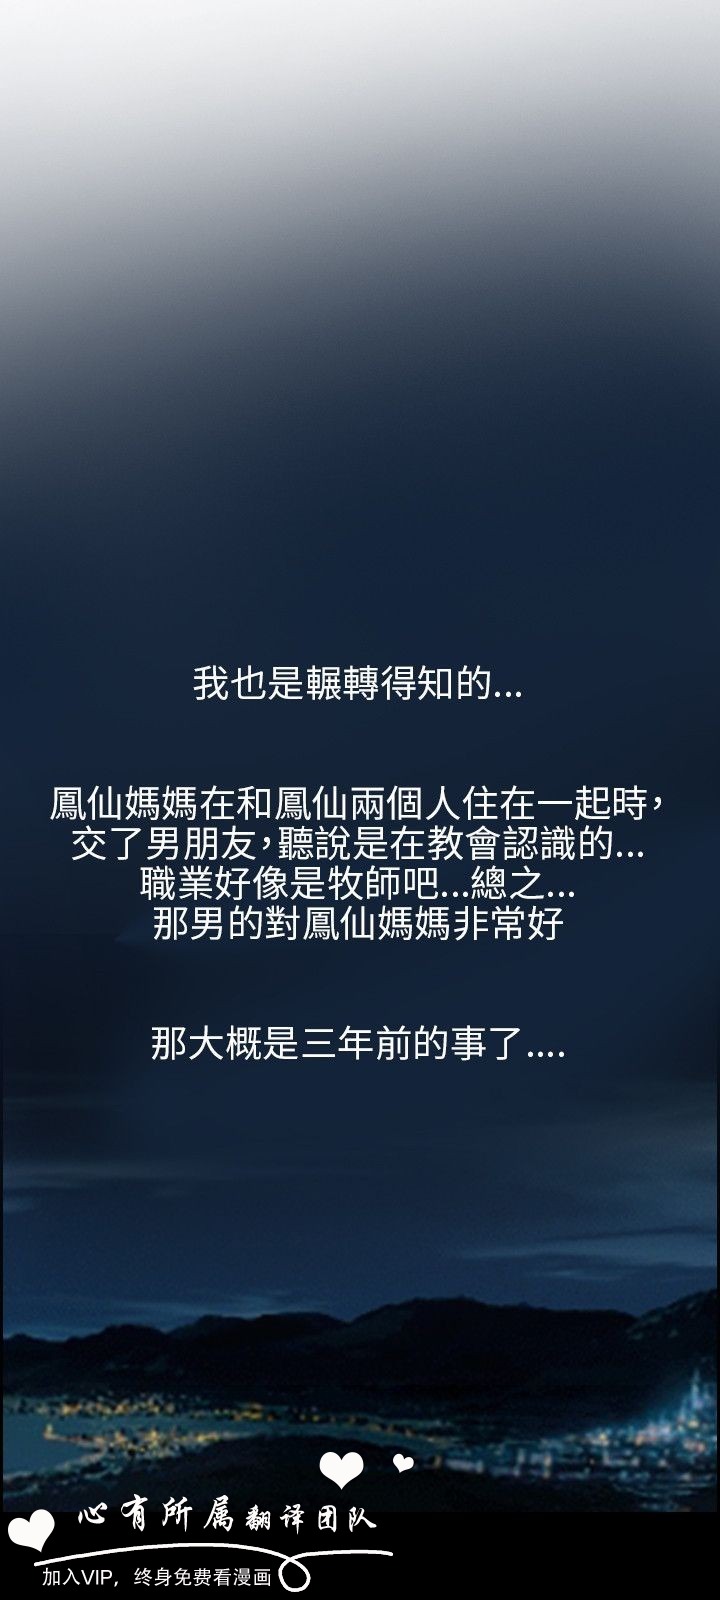 我也是輾轉得知的...
鳳仙媽媽在和鳳仙兩個人住在一起時，
交了男朋友，聽說是在教會認識的...
職業好像是牧師吧...總之...
那男的對鳳仙媽媽非常好
那大概是三年前的事了....
心有所属翻译团队
加入VIP，终身免费看漫画